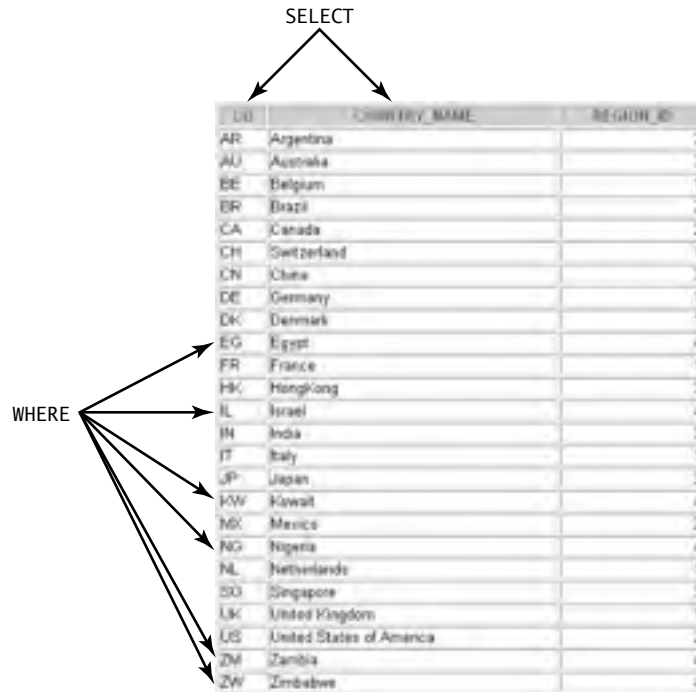 SELECT
COUNTRY_NAME REGION_ID
AR Argentina
AU Australia
BE Belgium
BR Brazil
CA Canada
CH Switzerland
CN China
DE Germany
DK Denmark
EG Egypt
FR France
HK HongKong
WHERE
IL Israel
IN India
IT Italy
JP Japan
KW Kuwait
MX Mexico
NG Nigeria
NL Netherlands
SG Singapore
UK United Kingdom
US United States of America
ZM Zambia
ZW Zimbabwe